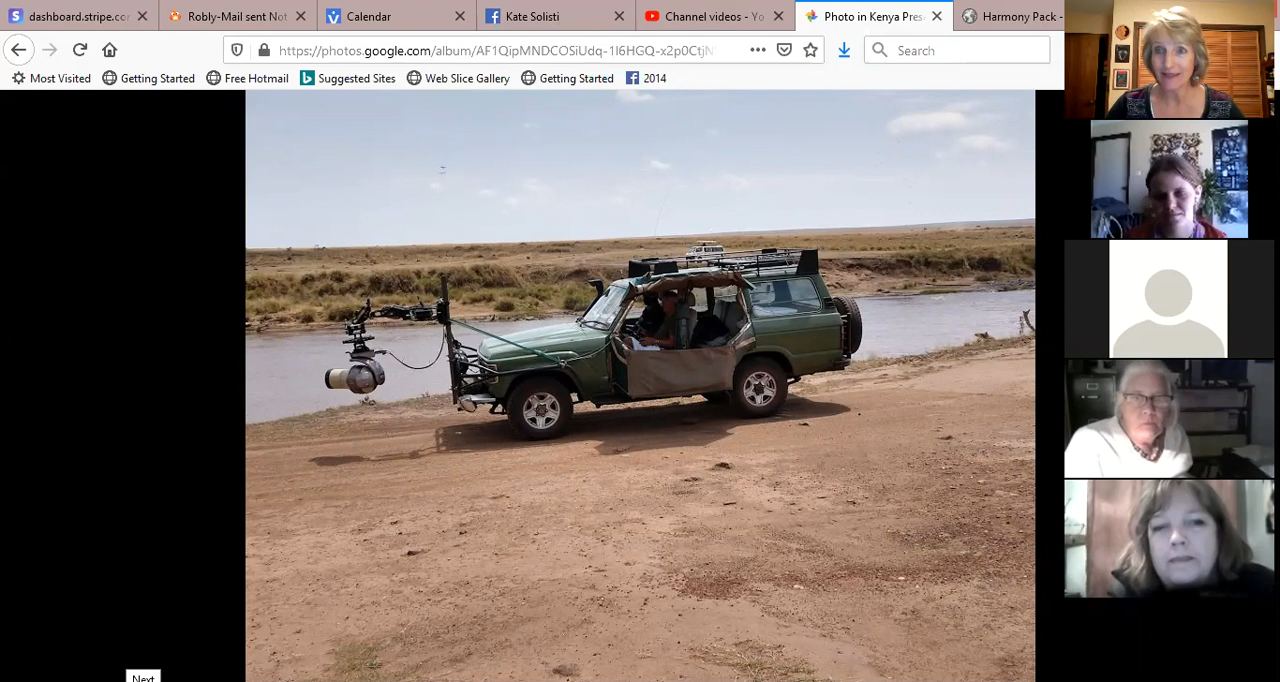 dashboard.stripe.cor Robly-Mail sent Not Calendar Kate Solisti Channel videos - Yo Photo in Kenya Pres Harmony Pack -
https://photos.google.com/album/AF1QipMNDCOSiUdq-1I6HGQ-x2p0CtjN Search
Most Visited Getting Started Free Hotmail Suggested Sites Web Slice Gallery Getting Started 2014
Next